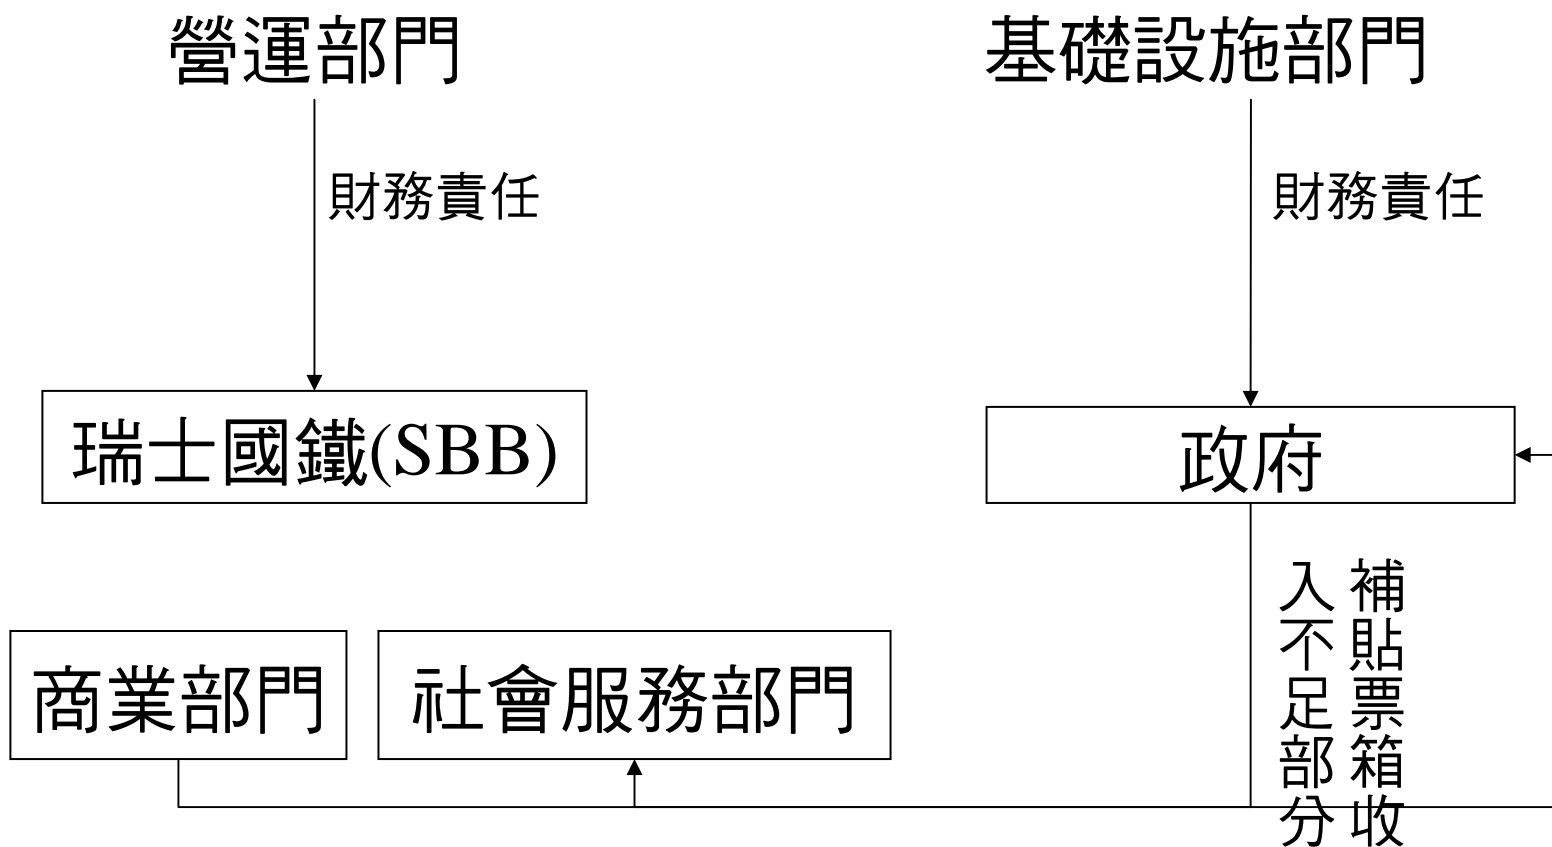 營運部門
基礎設施部門
財務責任
財務責任
瑞士國鐵(SBB)
政府
補貼票箱收
入不足部分
商業部門
社會服務部門